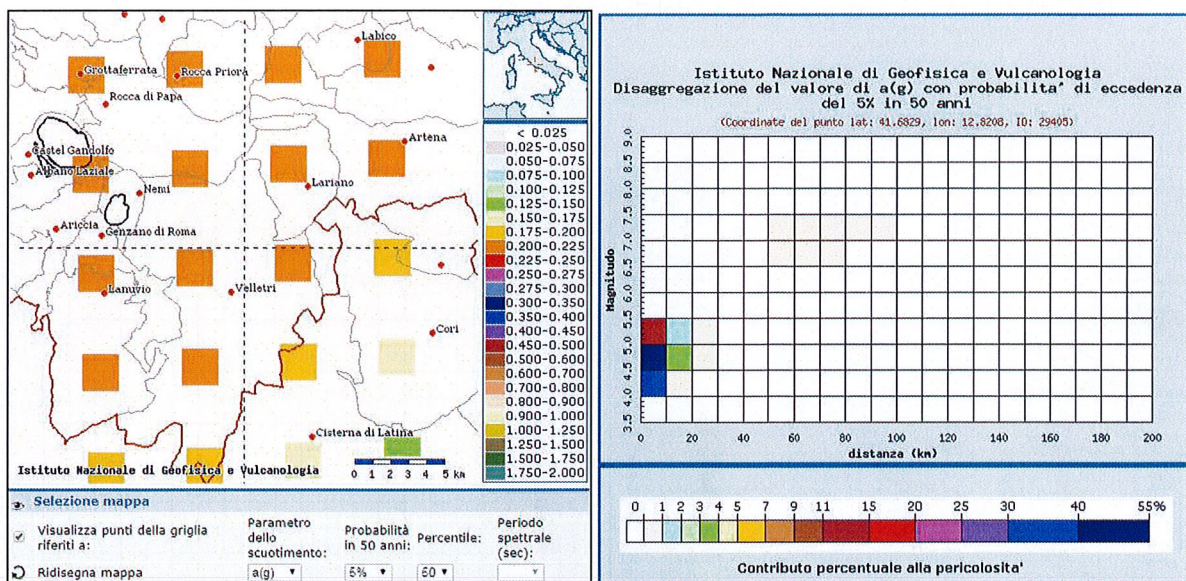 Labico
Grottaferrata
Rocca Priora
Rocca di Papa
Artena
Castel Gandolfo
Albano Laziale
Nemi
Lariano
Ariccia
Genzano di Roma
Lanuvio
Velletri
Cori
Cisterna di Latina
Istituto Nazionale di Geofisica e Vulcanologia
0 1 2 3 4 5 km
< 0.025
0.025-0.050
0.050-0.075
0.075-0.100
0.100-0.125
0.125-0.150
0.150-0.175
0.175-0.200
0.200-0.225
0.225-0.250
0.250-0.275
0.275-0.300
0.300-0.350
0.350-0.400
0.400-0.450
0.450-0.500
0.500-0.600
0.600-0.700
0.700-0.800
0.800-0.900
0.900-1.000
1.000-1.250
1.250-1.500
1.500-1.750
1.750-2.000
Selezione mappa
Visualizza punti della griglia riferiti a:
Parametro dello scuotimento:
Probabilità in 50 anni:
Percentile:
Periodo spettrale (sec):
Ridisegna mappa
a(g)
5%
50
Istituto Nazionale di Geofisica e Vulcanologia
Disaggregazione del valore di a(g) con probabilita' di eccedenza
del 5% in 50 anni
(Coordinate del punto lat: 41.6829, lon: 12.8208, ID: 29405)
Magnitudo
9.0
8.5
8.0
7.5
7.0
6.5
6.0
5.5
5.0
4.5
4.0
3.5
0 20 40 60 80 100 120 140 160 180 200
distanza (km)
0 1 2 3 4 5 7 9 11 15 20 25 30 40 55%
Contributo percentuale alla pericolosita'